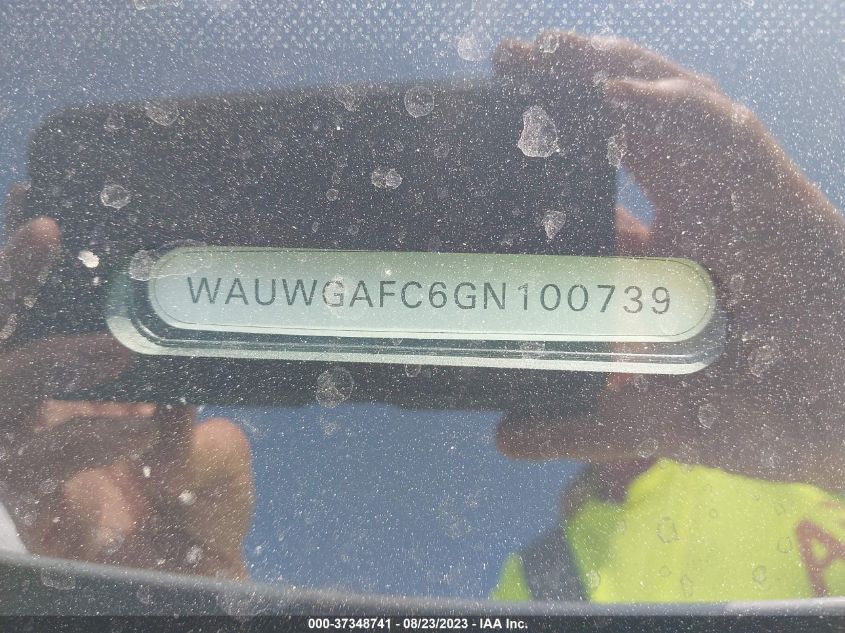 WAUWGAFC6GN100739
A
000-37348741 - 08/23/2023 - IAA Inc.